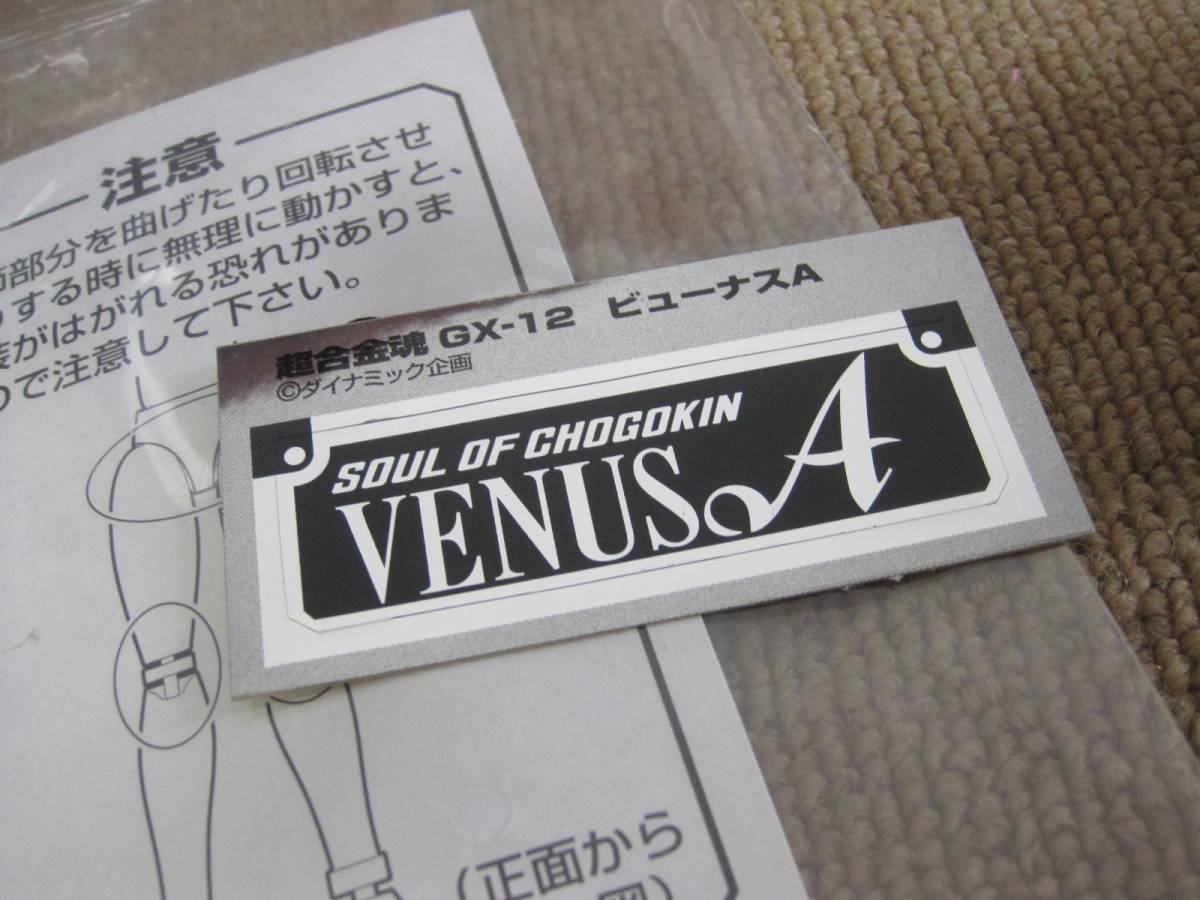 注意
部分を曲げたり回転させ
する時に無理に動かすと、
がはがれる恐れがありま
で注意して下さい。
超合金魂 GX-12 ビューナスA
©ダイナミック企画
SOUL OF CHOGOKIN
VENUS A
(正面から
図)